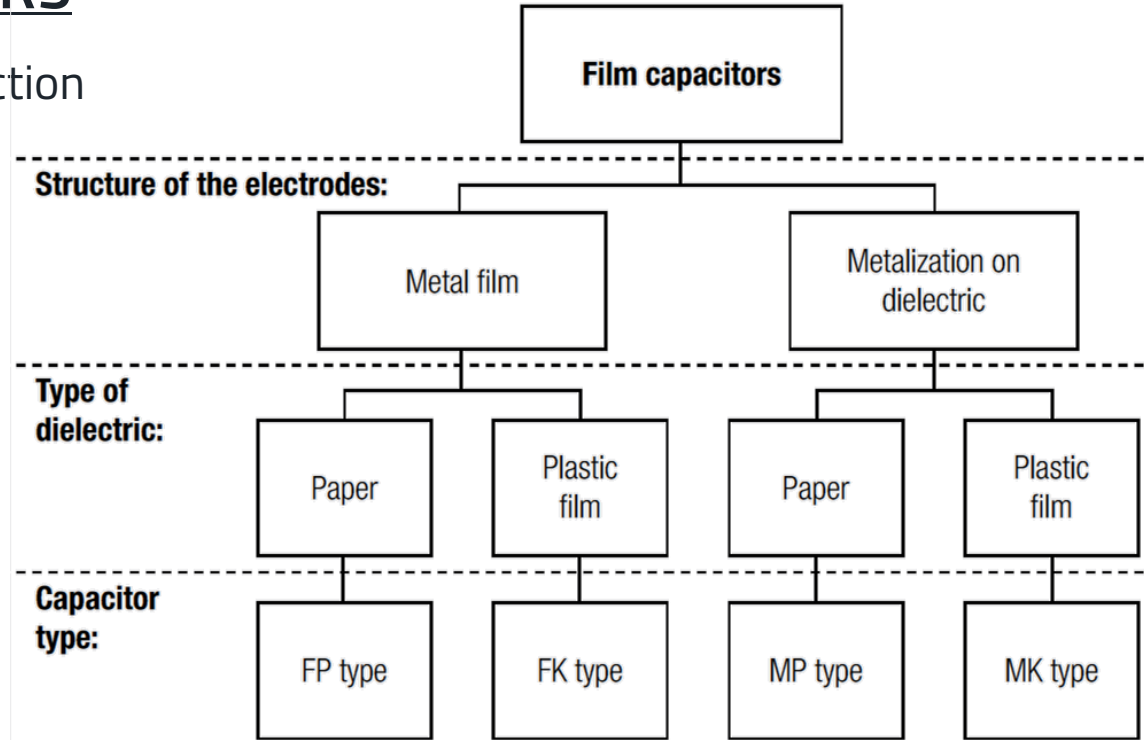 RS
ction
Film capacitors
Structure of the electrodes:
Metal film
Metalization on
dielectric
Type of
dielectric:
Paper
Plastic
film
Paper
Plastic
film
Capacitor
type:
FP type
FK type
MP type
MK type